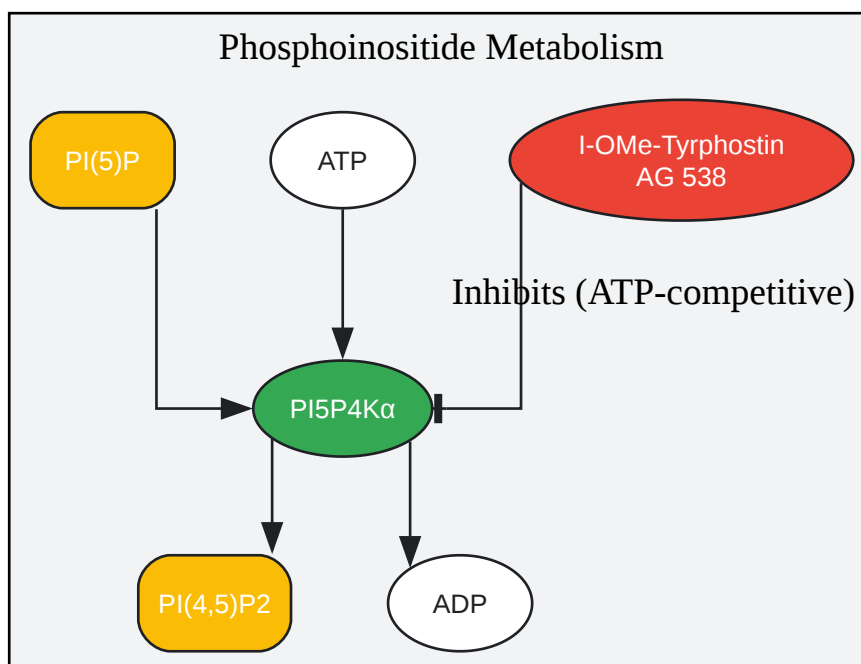 Phosphoinositide Metabolism
PI(5)P
ATP
I-OMe-Tyrphostin
AG 538
Inhibits (ATP-competitive)
PI5P4Kα
PI(4,5)P2
ADP